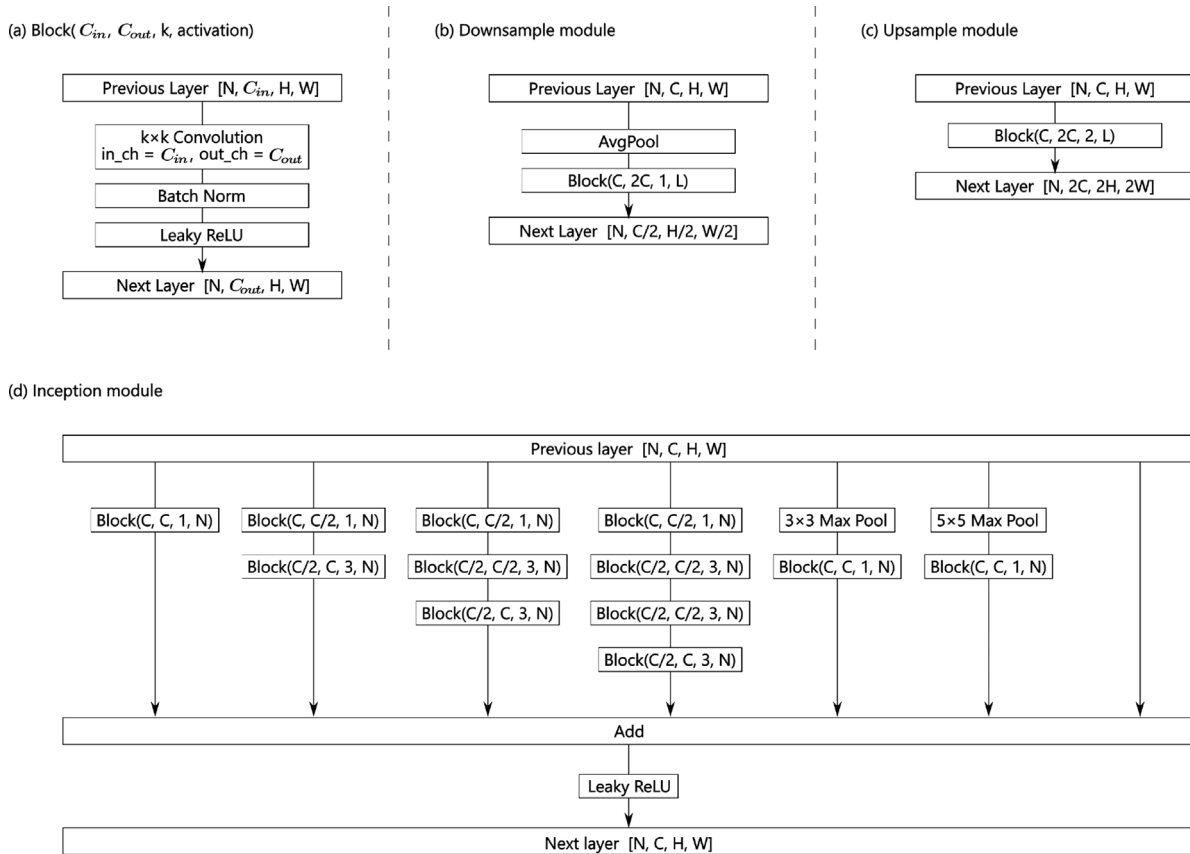 (a) Block( C_in, C_out, k, activation)
Previous Layer [N, C_in, H, W]
k×k Convolution
in_ch = C_in, out_ch = C_out
Batch Norm
Leaky ReLU
Next Layer [N, C_out, H, W]
(b) Downsample module
Previous Layer [N, C, H, W]
AvgPool
Block(C, 2C, 1, L)
Next Layer [N, C/2, H/2, W/2]
(c) Upsample module
Previous Layer [N, C, H, W]
Block(C, 2C, 2, L)
Next Layer [N, 2C, 2H, 2W]
(d) Inception module
Previous layer [N, C, H, W]
Block(C, C, 1, N)
Block(C, C/2, 1, N)
Block(C/2, C, 3, N)
Block(C, C/2, 1, N)
Block(C/2, C/2, 3, N)
Block(C/2, C, 3, N)
Block(C, C/2, 1, N)
Block(C/2, C/2, 3, N)
Block(C/2, C/2, 3, N)
Block(C/2, C, 3, N)
3×3 Max Pool
Block(C, C, 1, N)
5×5 Max Pool
Block(C, C, 1, N)
Add
Leaky ReLU
Next layer [N, C, H, W]